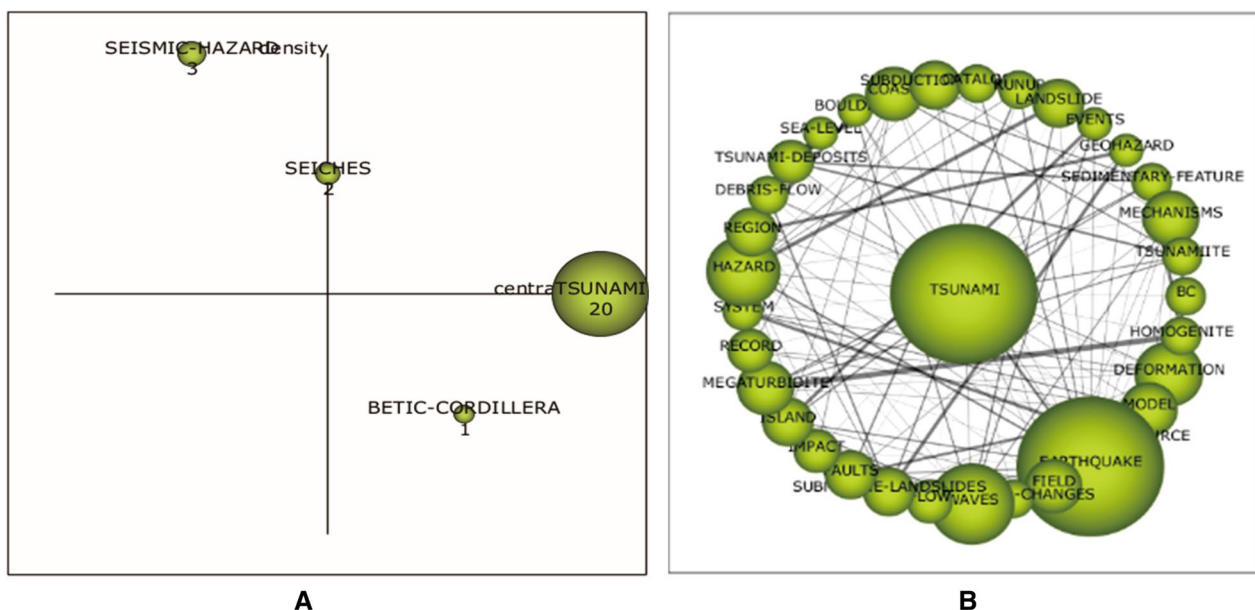 SEISMIC-HAZARD
density
3
SEICHES
2
TSUNAMI
20
BETIC-CORDILLERA
1
A
SUBDUCTION
RUNUP
LANDSLIDE
EVENTS
SEA-LEVEL
GEOHAZARD
TSUNAMI-DEPOSITS
SEDIMENTARY-FEATURE
DEBRIS-FLOW
MECHANISMS
REGION
TSUNAMIITE
HAZARD
TSUNAMI
BC
SYSTEM
HOMOGENITE
RECORD
DEFORMATION
MEGATURBIDITE
MODEL
ISLAND
IMPACT
EARTHQUAKE
FIELD
WAVES
-CHANGES
B